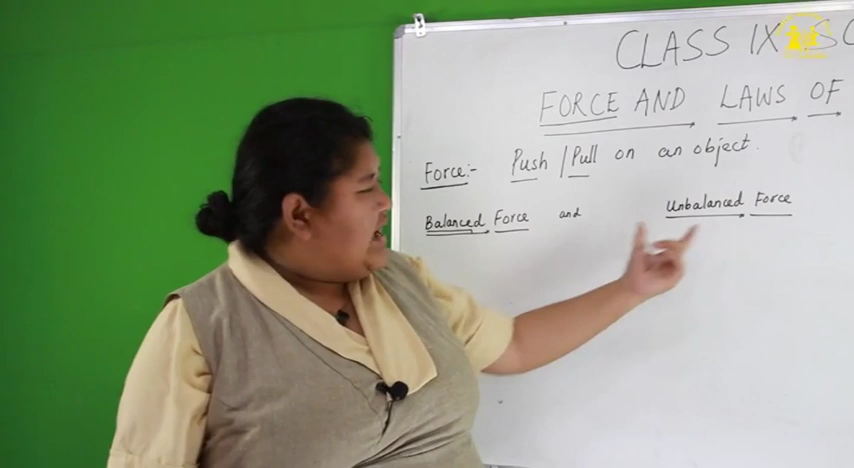 CLASS IX SC
FORCE AND LAWS OF
Force:- Push / Pull on an object.
Balanced Force and Unbalanced Force